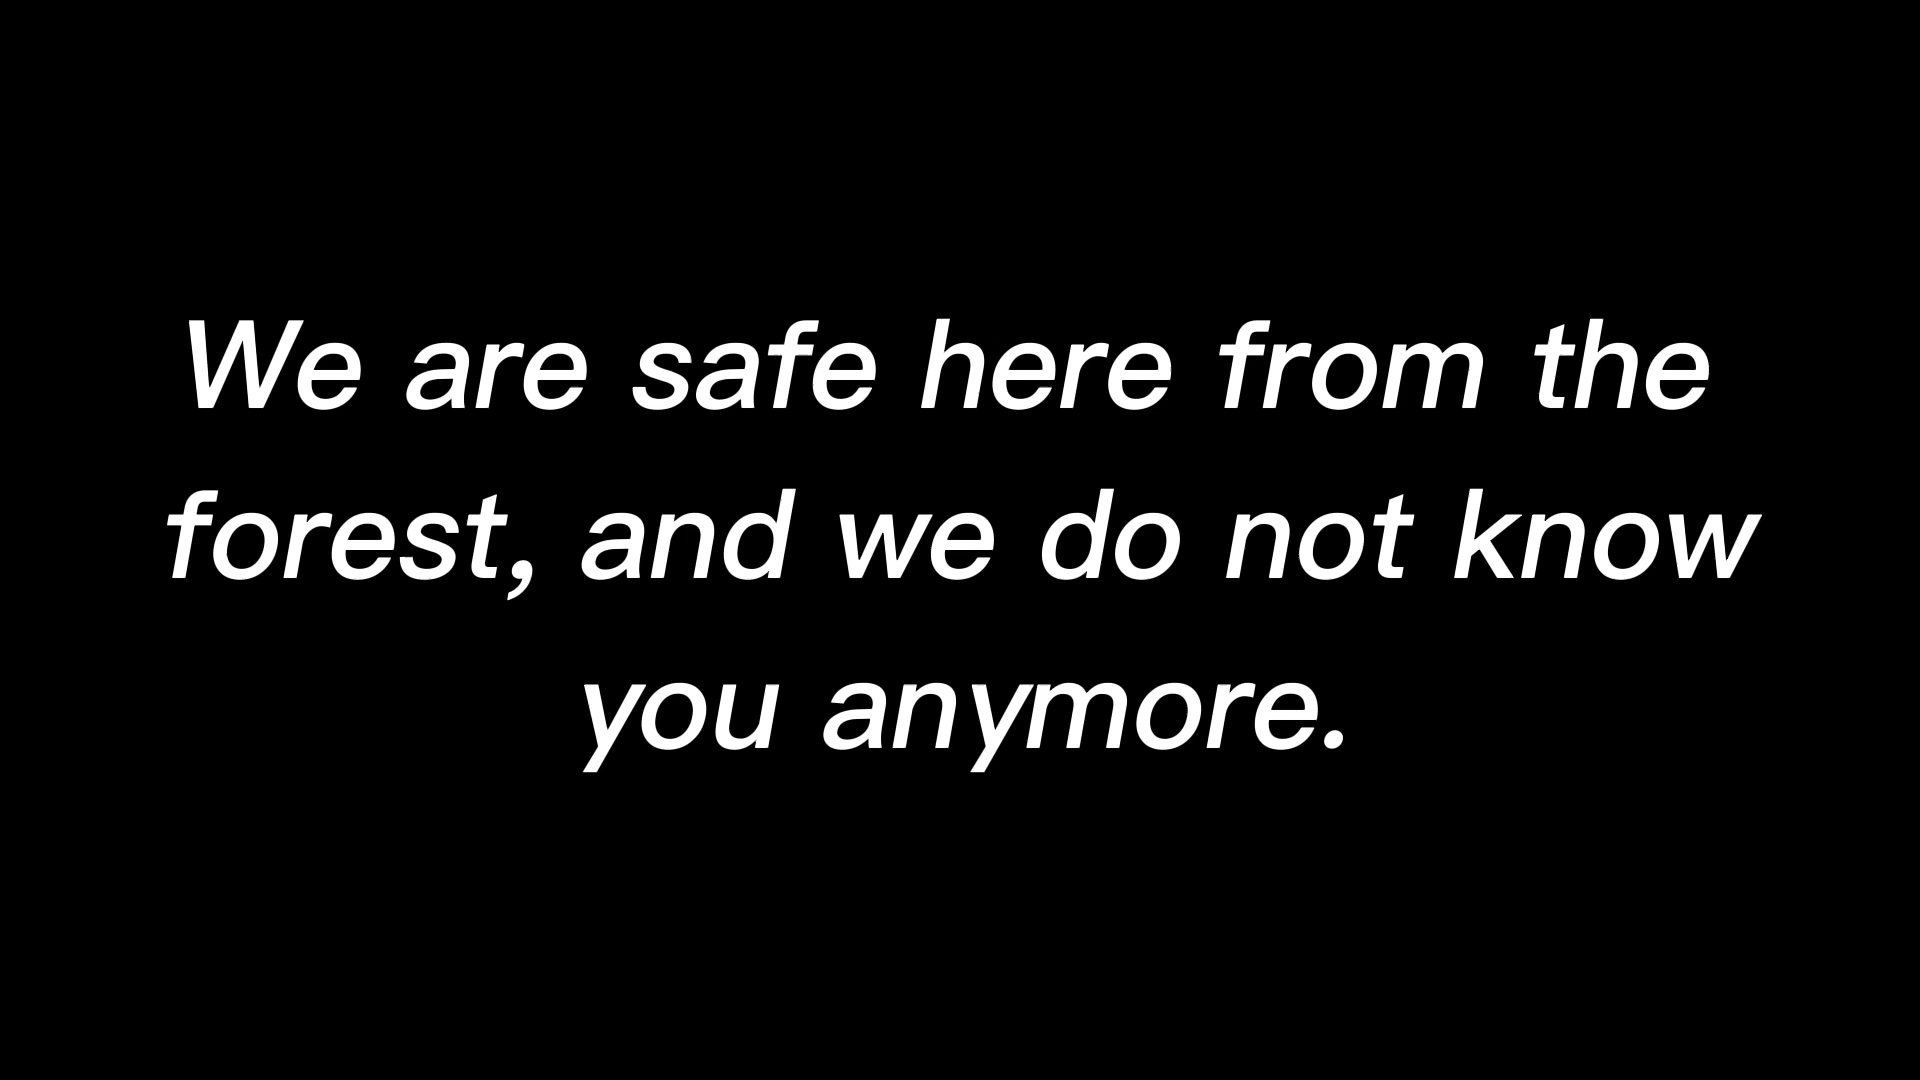 We are safe here from the
forest, and we do not know
you anymore.